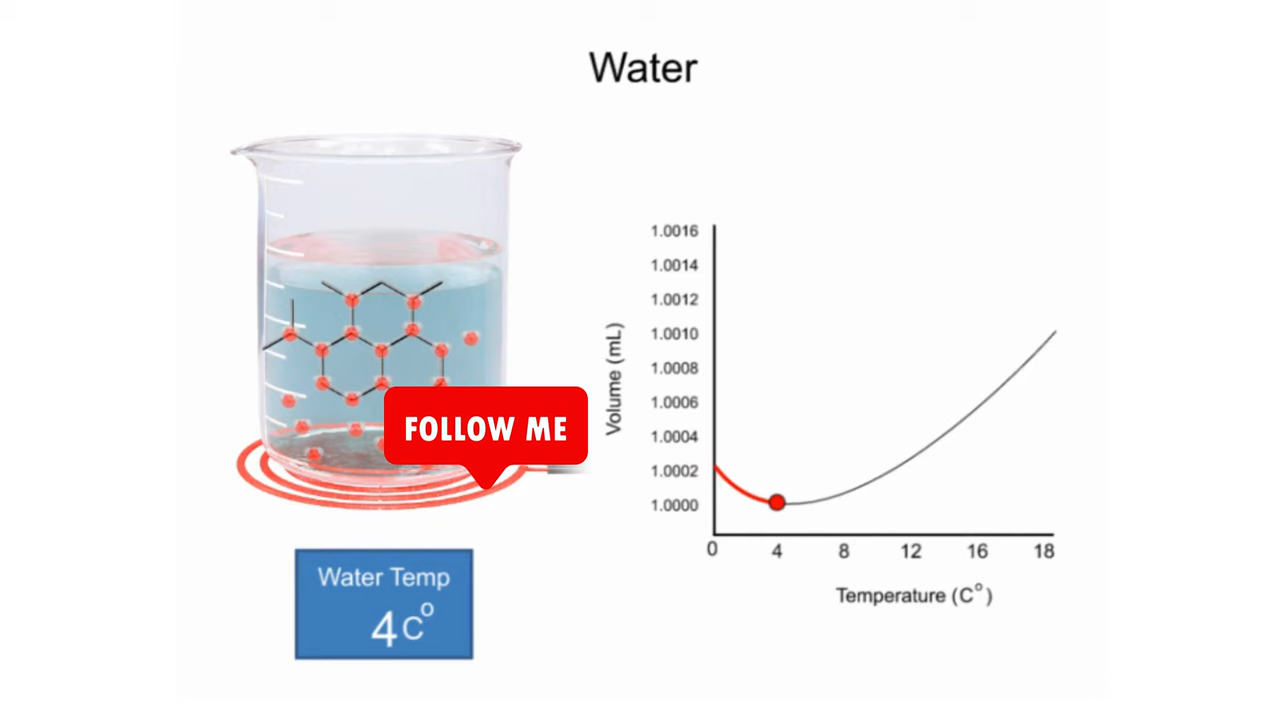 Water
FOLLOW ME
Water Temp
4 C°
Volume (mL)
1.0016
1.0014
1.0012
1.0010
1.0008
1.0006
1.0004
1.0002
1.0000
0 4 8 12 16 18
Temperature (C°)